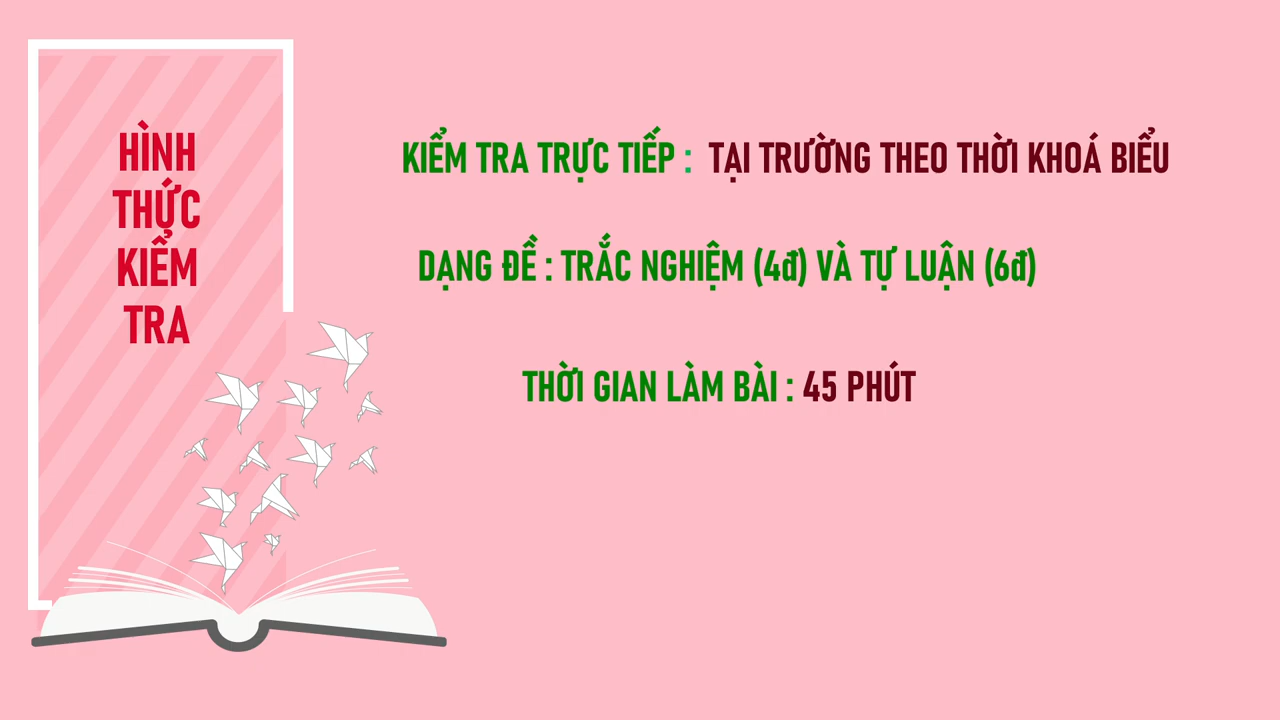 HÌNH
THỨC
KIỂM
TRA
KIỂM TRA TRỰC TIẾP : TẠI TRƯỜNG THEO THỜI KHOÁ BIỂU
DẠNG ĐỀ : TRẮC NGHIỆM (4đ) VÀ TỰ LUẬN (6đ)
THỜI GIAN LÀM BÀI : 45 PHÚT